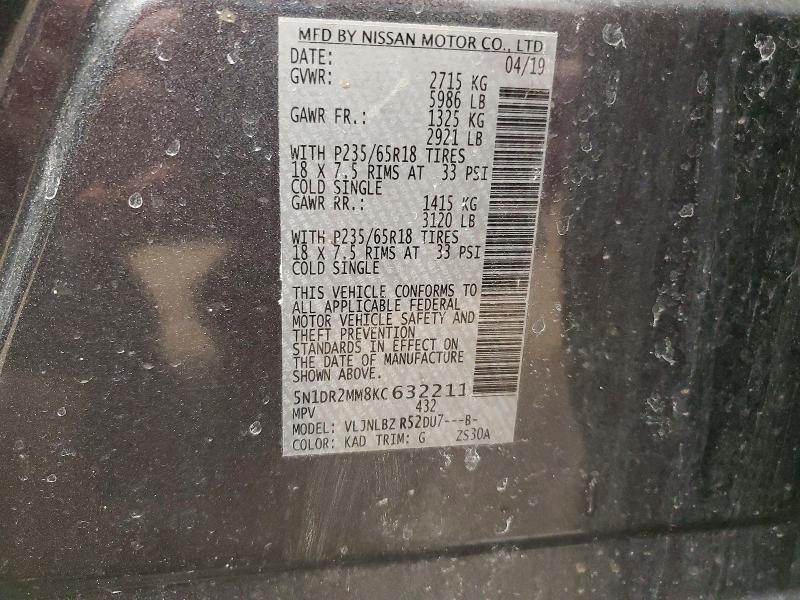 MFD BY NISSAN MOTOR CO., LTD
DATE: 04/19
GVWR: 2715 KG
5986 LB
GAWR FR.: 1325 KG
2921 LB
WITH P235/65R18 TIRES
18 X 7.5 RIMS AT 33 PSI
COLD SINGLE
GAWR RR.: 1415 KG
3120 LB
WITH P235/65R18 TIRES
18 X 7.5 RIMS AT 33 PSI
COLD SINGLE
THIS VEHICLE CONFORMS TO
ALL APPLICABLE FEDERAL
MOTOR VEHICLE SAFETY AND
THEFT PREVENTION
STANDARDS IN EFFECT ON
THE DATE OF MANUFACTURE
SHOWN ABOVE.
5N1DR2MM8KC632211
MPV 432
MODEL: VLJNLBZ R52DU7---B-
COLOR: KAD TRIM: G ZS30A